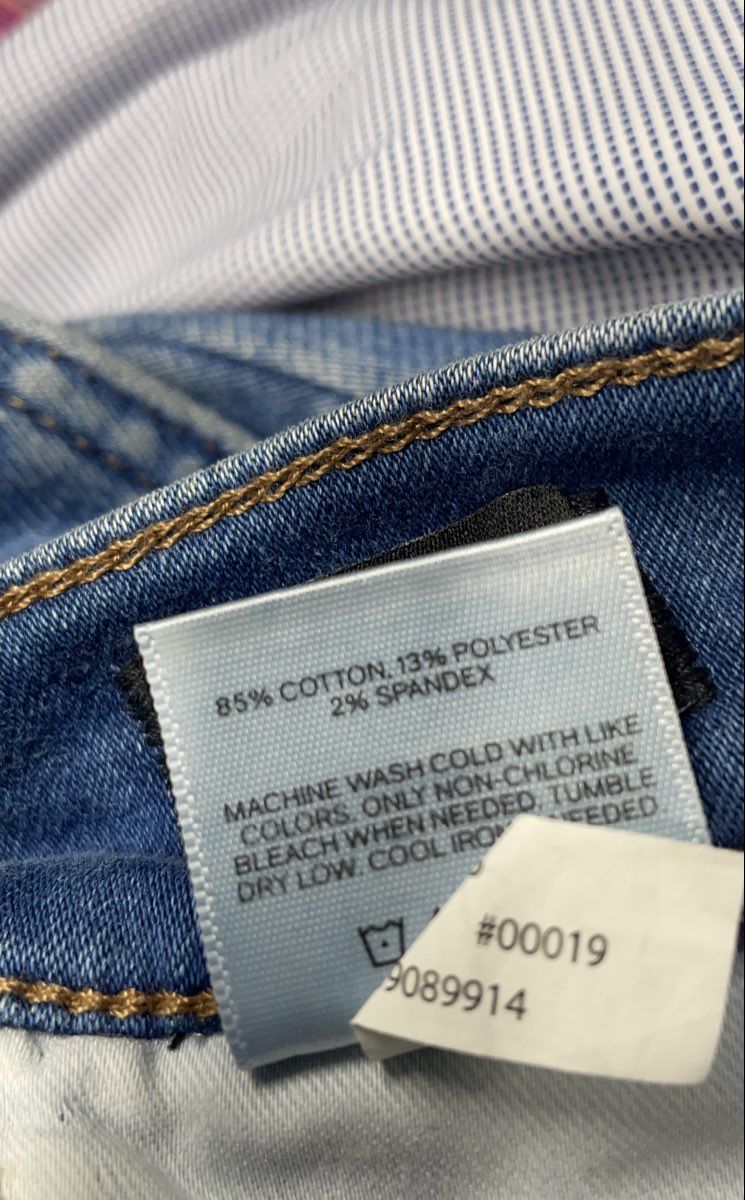 85% COTTON, 13% POLYESTER
2% SPANDEX
MACHINE WASH COLD WITH LIKE
COLORS. ONLY NON-CHLORINE
BLEACH WHEN NEEDED. TUMBLE
DRY LOW. COOL IRON NEEDED
#00019
9089914